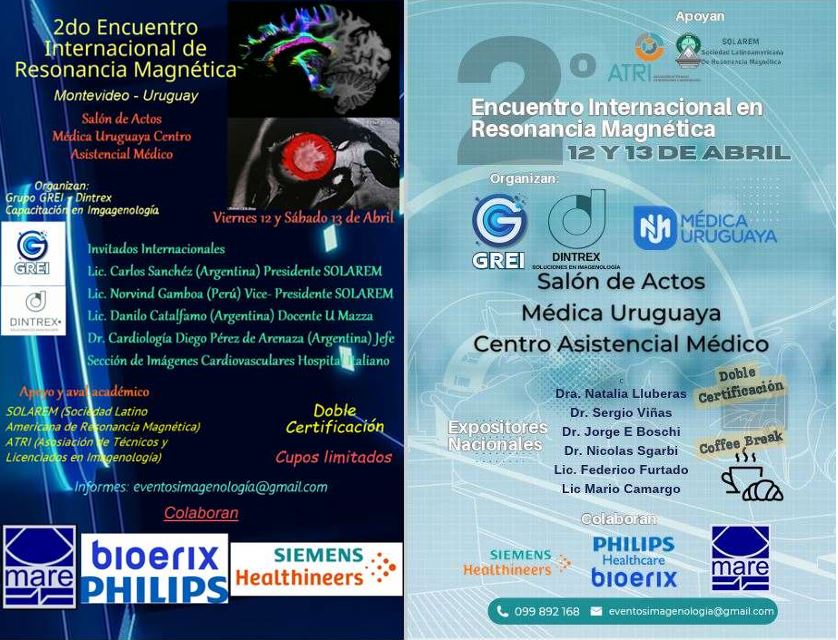 2do Encuentro
Internacional de
Resonancia Magnética
Montevideo - Uruguay
Salón de Actos
Médica Uruguaya Centro
Asistencial Médico
Organizan:
Grupo GREI - Dintrex
Capacitación en Imgagenología
Viernes 12 y Sábado 13 de Abril
GREI
DINTREX
Invitados Internacionales
Lic. Carlos Sanchéz (Argentina) Presidente SOLAREM
Lic. Norvind Gamboa (Perú) Vice- Presidente SOLAREM
Lic. Danilo Catalfamo (Argentina) Docente U Mazza
Dr. Cardiología Diego Pérez de Arenaza (Argentina) Jefe
Sección de Imágenes Cardiovasculares Hospital Italiano
Apoyo y aval académico
SOLAREM (Sociedad Latino
Americana de Resonancia Magnética)
ATRI (Asosiación de Técnicos y
Licenciados en Imagenología)
Doble
Certificación
Cupos limitados
Informes: eventosimagenología@gmail.com
Colaboran
mare
bioerix
PHILIPS
SIEMENS
Healthineers
Apoyan
ATRI
SOLAREM
Sociedad Latinoamericana
De Resonancia Magnética
2º
Encuentro Internacional en
Resonancia Magnética
12 Y 13 DE ABRIL
Organizan:
GREI
DINTREX
SOLUCIONES EN IMAGENOLOGÍA
MÉDICA
URUGUAYA
Salón de Actos
Médica Uruguaya
Centro Asistencial Médico
Expositores
Nacionales
Dra. Natalia Lluberas
Dr. Sergio Viñas
Dr. Jorge E Boschi
Dr. Nicolas Sgarbi
Lic. Federico Furtado
Lic Mario Camargo
Doble
Certificación
Coffee Break
Colaboran
SIEMENS
Healthineers
PHILIPS
Healthcare
bioerix
mare
099 892 168
eventosimagenologia@gmail.com